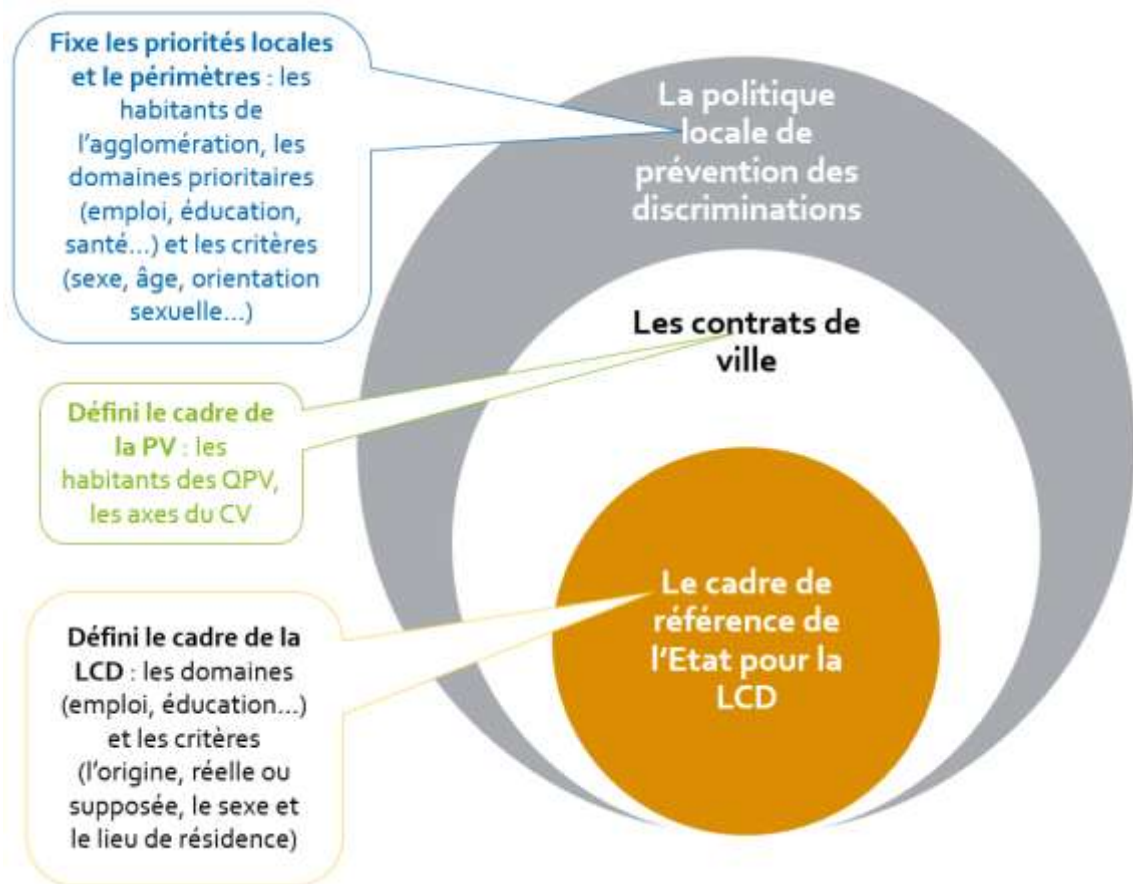 Fixe les priorités locales
et le périmètres : les
habitants de
l'agglomération, les
domaines prioritaires
(emploi, éducation,
santé...) et les critères
(sexe, âge, orientation
sexuelle...)
La politique
locale de
prévention des
discriminations
Les contrats de
ville
Défini le cadre de
la PV : les
habitants des QPV,
les axes du CV
Le cadre de
référence de
l'Etat pour la
LCD
Défini le cadre de la
LCD : les domaines
(emploi, éducation...)
et les critères
(l'origine, réelle ou
supposée, le sexe et
le lieu de résidence)